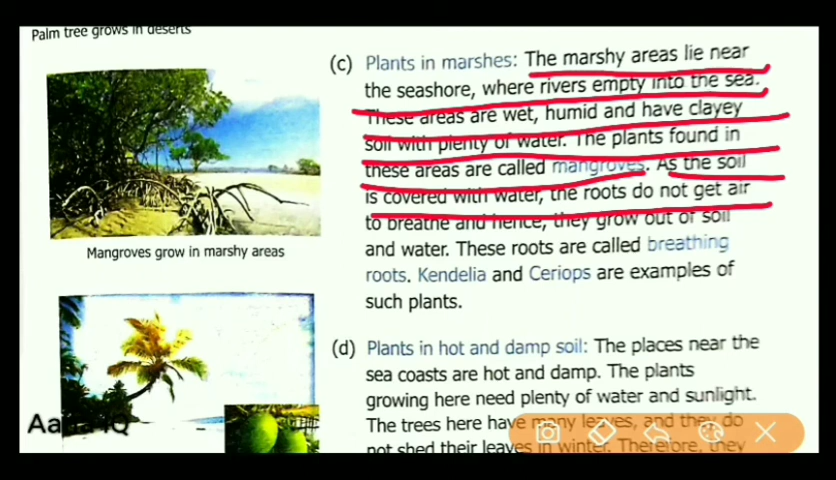 Palm tree grows in deserts
(c) Plants in marshes: The marshy areas lie near
the seashore, where rivers empty into the sea.
These areas are wet, humid and have clayey
soil with plenty of water. The plants found in
these areas are called mangroves. As the soil
is covered with water, the roots do not get air
to breathe and hence, they grow out of soil
and water. These roots are called breathing
roots. Kendelia and Ceriops are examples of
such plants.
Mangroves grow in marshy areas
(d) Plants in hot and damp soil: The places near the
sea coasts are hot and damp. The plants
growing here need plenty of water and sunlight.
The trees here have many leaves, and they do
not shed their leaves in winter. Therefore, they